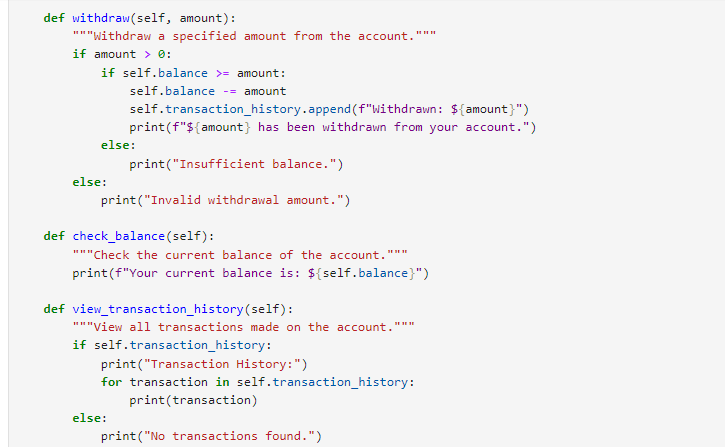 def withdraw(self, amount):
    """Withdraw a specified amount from the account."""
    if amount > 0:
        if self.balance >= amount:
            self.balance -= amount
            self.transaction_history.append(f"Withdrawn: ${amount}")
            print(f"${amount} has been withdrawn from your account.")
        else:
            print("Insufficient balance.")
    else:
        print("Invalid withdrawal amount.")

def check_balance(self):
    """Check the current balance of the account."""
    print(f"Your current balance is: ${self.balance}")

def view_transaction_history(self):
    """View all transactions made on the account."""
    if self.transaction_history:
        print("Transaction History:")
        for transaction in self.transaction_history:
            print(transaction)
    else:
        print("No transactions found.")